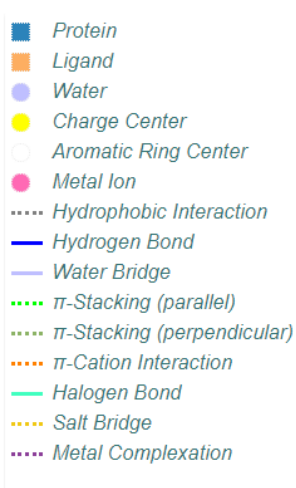 Protein
Ligand
Water
Charge Center
Aromatic Ring Center
Metal Ion
Hydrophobic Interaction
Hydrogen Bond
Water Bridge
π-Stacking (parallel)
π-Stacking (perpendicular)
π-Cation Interaction
Halogen Bond
Salt Bridge
Metal Complexation